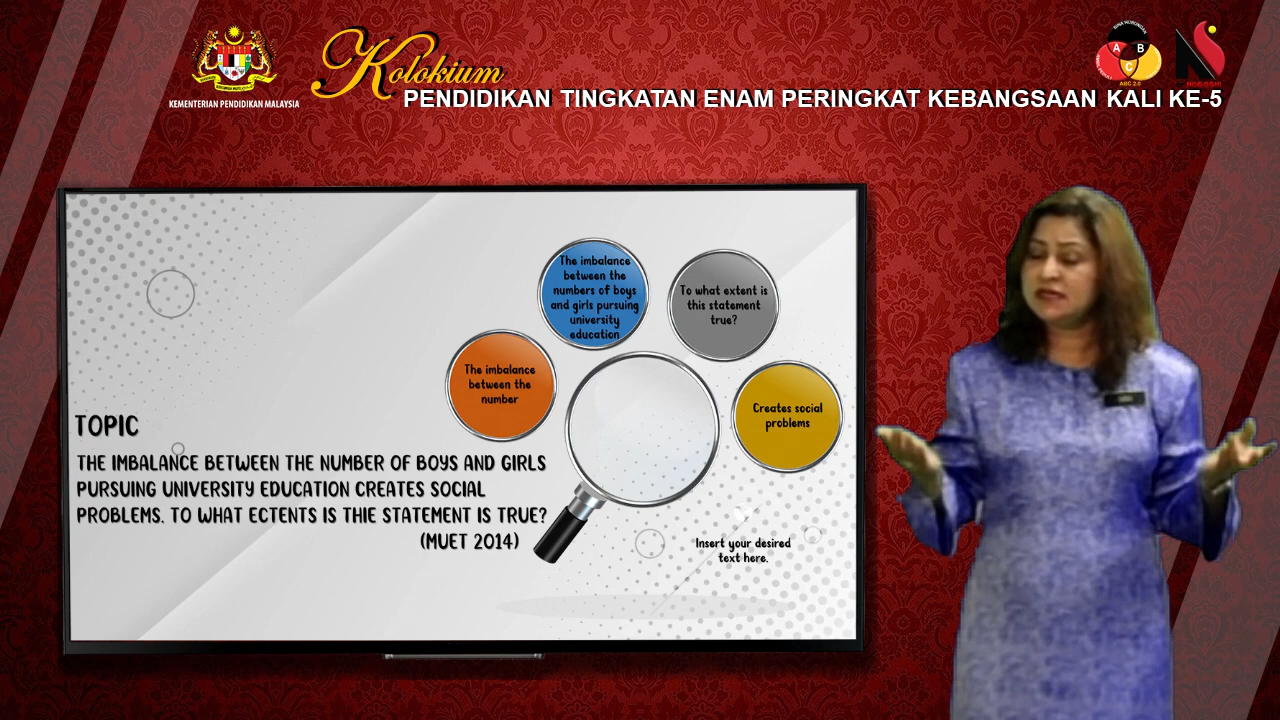 Kolokium
KEMENTERIAN PENDIDIKAN MALAYSIA
PENDIDIKAN TINGKATAN ENAM PERINGKAT KEBANGSAAN KALI KE-5
A B
C
ABC 2.0
The imbalance
between the
numbers of boys
and girls pursuing
university
education
To what extent is
this statement
true?
The imbalance
between the
number
Creates social
problems
TOPIC
THE IMBALANCE BETWEEN THE NUMBER OF BOYS AND GIRLS
PURSUING UNIVERSITY EDUCATION CREATES SOCIAL
PROBLEMS. TO WHAT ECTENTS IS THIE STATEMENT IS TRUE?
(MUET 2014)
Insert your desired
text here.